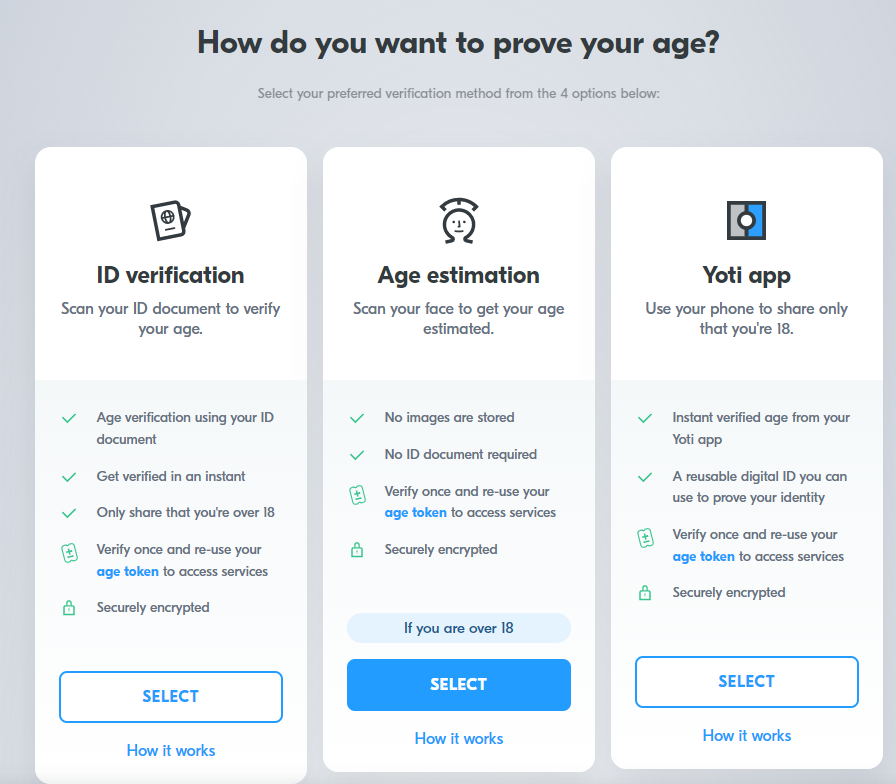 How do you want to prove your age?
Select your preferred verification method from the 4 options below:
ID verification
Scan your ID document to verify
your age.
Age verification using your ID
document
Get verified in an instant
Only share that you're over 18
Verify once and re-use your
age token to access services
Securely encrypted
SELECT
How it works
Age estimation
Scan your face to get your age
estimated.
No images are stored
No ID document required
Verify once and re-use your
age token to access services
Securely encrypted
If you are over 18
SELECT
How it works
Yoti app
Use your phone to share only
that you're 18.
Instant verified age from your
Yoti app
A reusable digital ID you can
use to prove your identity
Verify once and re-use your
age token to access services
Securely encrypted
SELECT
How it works